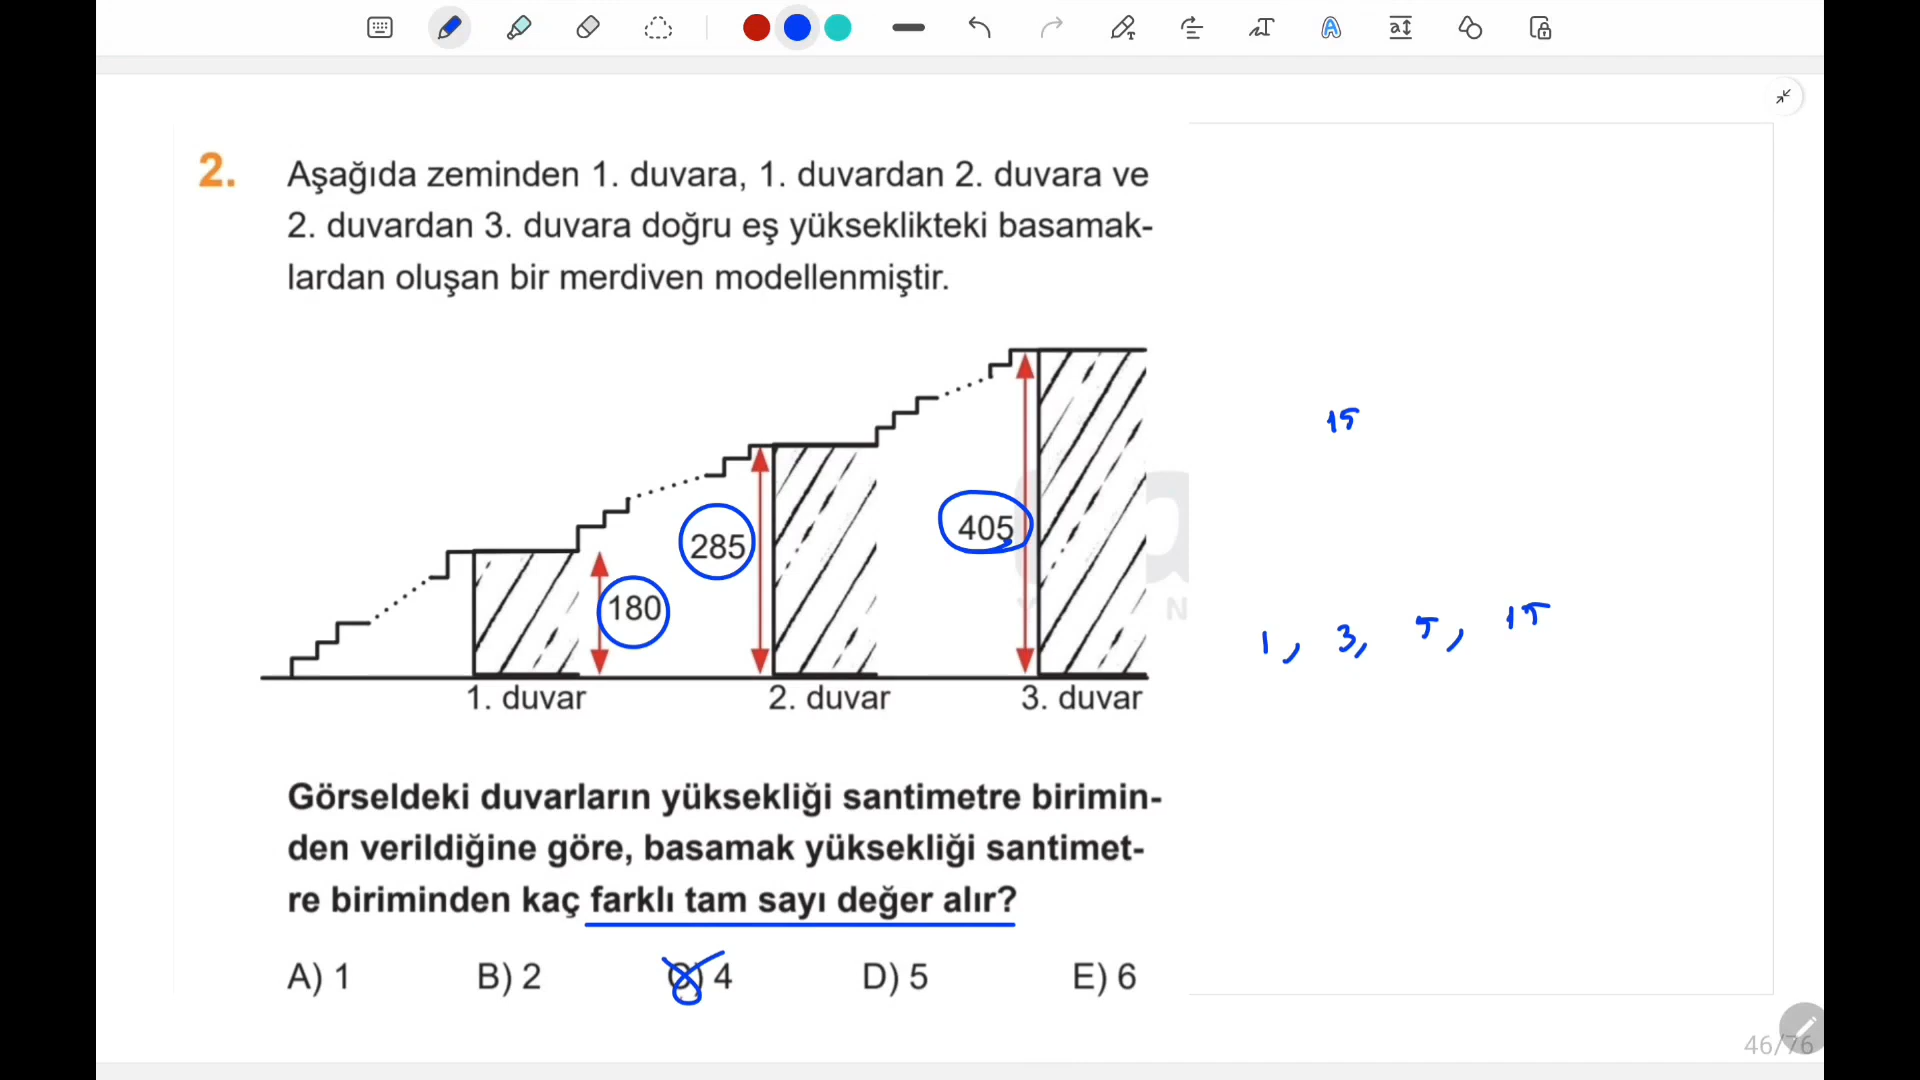 2. Aşağıda zeminden 1. duvara, 1. duvardan 2. duvara ve
2. duvardan 3. duvara doğru eş yükseklikteki basamak-
lardan oluşan bir merdiven modellenmiştir.
15
405
285
180
1, 3, 5, 15
N
1. duvar 2. duvar 3. duvar
Görseldeki duvarların yüksekliği santimetre birimin-
den verildiğine göre, basamak yüksekliği santimet-
re biriminden kaç farklı tam sayı değer alır?
A) 1 B) 2 C) 4 D) 5 E) 6
46/76